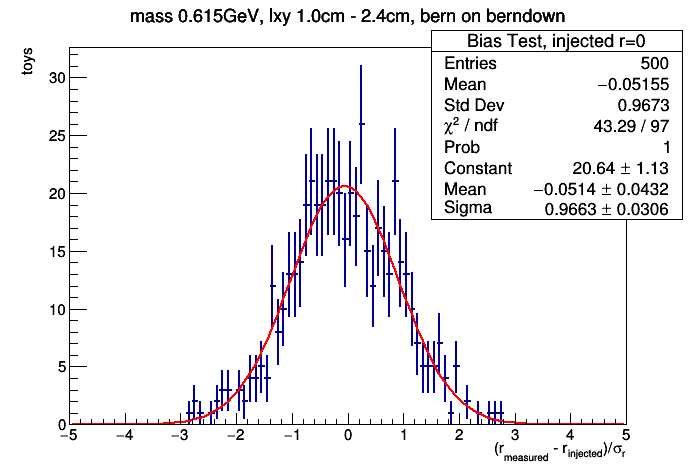 mass 0.615GeV, lxy 1.0cm - 2.4cm, bern on berndown
toys
Bias Test, injected r=0
Entries 500
Mean −0.05155
Std Dev 0.9673
χ² / ndf 43.29 / 97
Prob 1
Constant 20.64 ± 1.13
Mean −0.0514 ± 0.0432
Sigma 0.9663 ± 0.0306
30
25
20
15
10
5
0
−5 −4 −3 −2 −1 0 1 2 3 4 5
(r_measured - r_injected)/σ_r